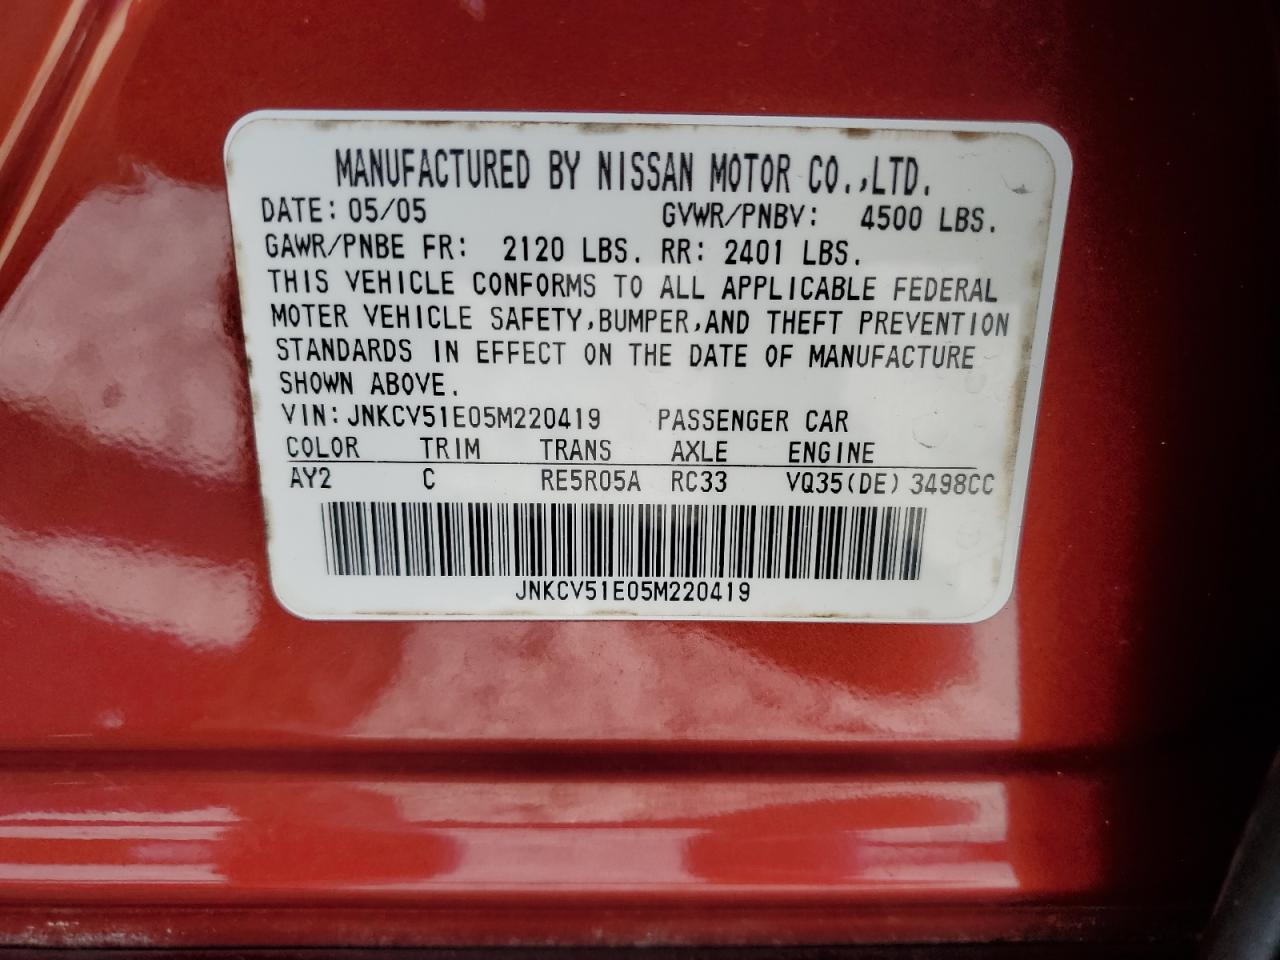 MANUFACTURED BY NISSAN MOTOR CO.,LTD.
DATE: 05/05 GVWR/PNBV: 4500 LBS.
GAWR/PNBE FR: 2120 LBS. RR: 2401 LBS.
THIS VEHICLE CONFORMS TO ALL APPLICABLE FEDERAL
MOTER VEHICLE SAFETY,BUMPER,AND THEFT PREVENTION
STANDARDS IN EFFECT ON THE DATE OF MANUFACTURE
SHOWN ABOVE.
VIN:JNKCV51E05M220419 PASSENGER CAR
COLOR TRIM TRANS AXLE ENGINE
AY2 C RE5R05A RC33 VQ35(DE) 3498CC
JNKCV51E05M220419